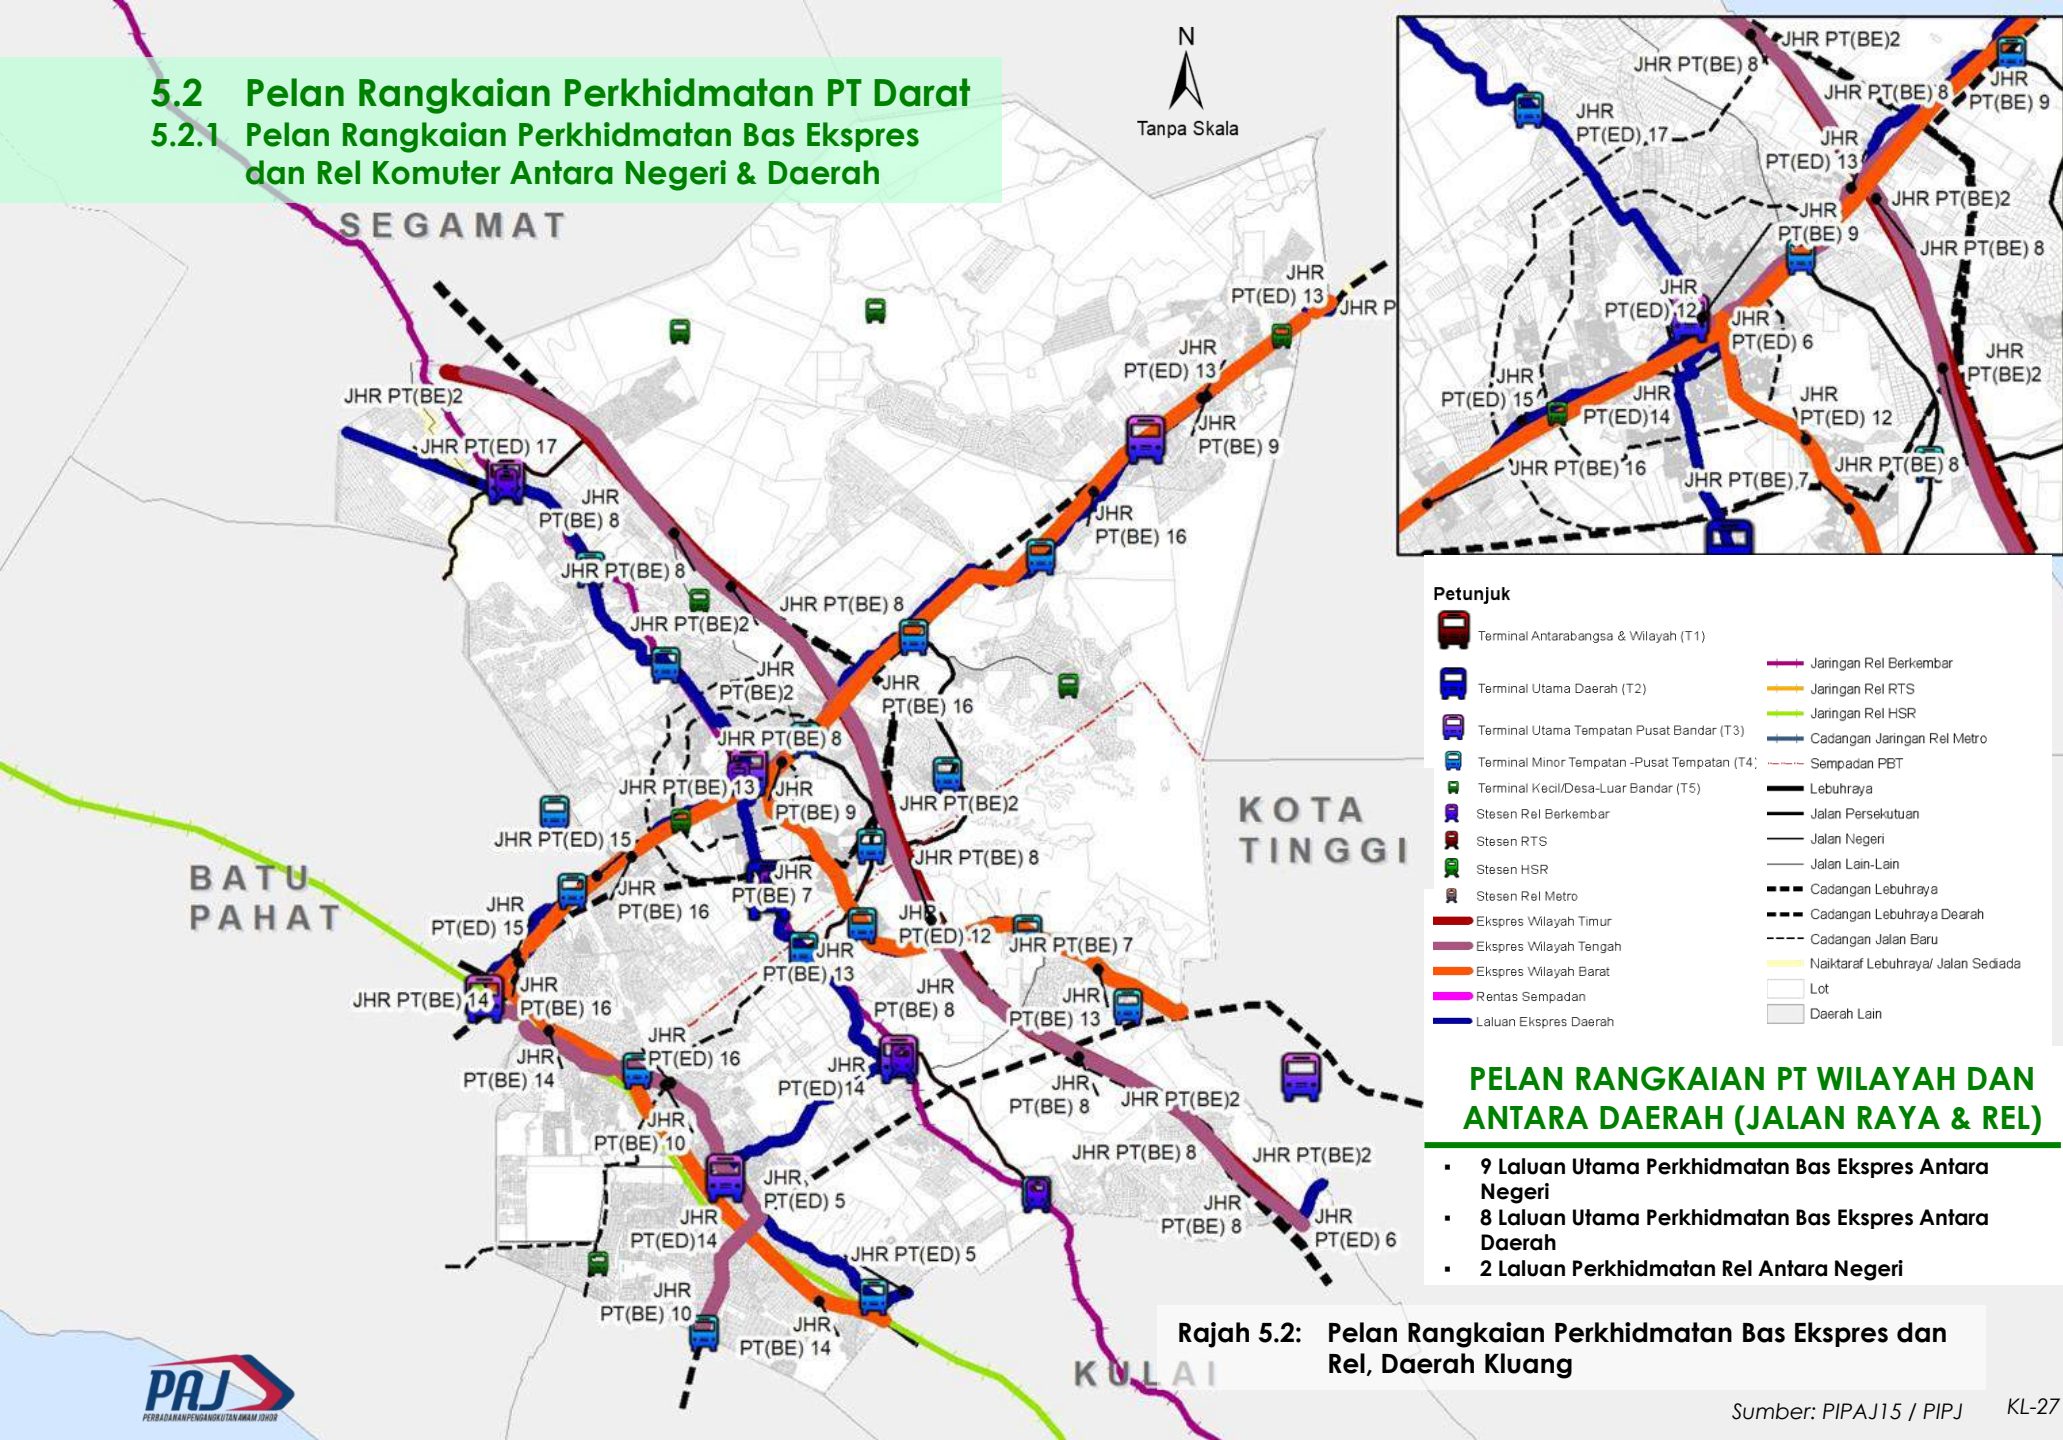 5.2 Pelan Rangkaian Perkhidmatan PT Darat
5.2.1 Pelan Rangkaian Perkhidmatan Bas Ekspres
dan Rel Komuter Antara Negeri & Daerah
N
Tanpa Skala
SEGAMAT
JHR
PT(ED) 13
JHR P
JHR
PT(ED) 13
JHR
PT(BE) 9
JHR PT(BE)2
JHR PT(ED) 17
JHR
PT(BE) 8
JHR
PT(BE) 16
JHR PT(BE) 8
JHR PT(BE) 8
JHR PT(BE)2
JHR
PT(BE)2
JHR
PT(BE) 16
JHR PT(BE) 8
JHR PT(BE) 13
JHR
PT(BE) 9
JHR PT(BE)2
JHR PT(ED) 15
JHR PT(BE) 8
KOTA
TINGGI
BATU
PAHAT
JHR
PT(BE) 7
JHR
PT(BE) 16
JHR
PT(ED) 15
JHR
PT(ED) 12
JHR PT(BE) 7
JHR
PT(BE) 13
JHR PT(BE) 14
JHR
PT(BE) 16
JHR
PT(BE) 8
JHR
PT(BE) 13
JHR
PT(ED) 16
JHR
PT(BE) 14
JHR
PT(ED)14
JHR
PT(BE) 8
JHR PT(BE)2
JHR
PT(BE) 10
JHR PT(BE) 8
JHR PT(BE)2
JHR
PT(ED) 5
JHR
PT(BE) 8
JHR
PT(ED) 6
JHR
PT(ED)14
JHR PT(ED) 5
JHR
PT(BE) 10
JHR
PT(BE) 14
KULAI
JHR PT(BE)2
JHR PT(BE) 8
JHR PT(BE) 8
JHR
PT(BE) 9
JHR
PT(ED) 17
JHR
PT(ED) 13
JHR PT(BE)2
JHR
PT(BE) 9
JHR PT(BE) 8
JHR
PT(ED) 12
JHR
PT(ED) 6
JHR
PT(BE)2
JHR
PT(ED) 15
JHR
PT(ED)14
JHR
PT(ED) 12
JHR PT(BE) 16
JHR PT(BE) 7
JHR PT(BE) 8
Petunjuk
Terminal Antarabangsa & Wilayah (T1)
Terminal Utama Daerah (T2)
Terminal Utama Tempatan Pusat Bandar (T3)
Terminal Minor Tempatan -Pusat Tempatan (T4)
Terminal Kecil/Desa-Luar Bandar (T5)
Stesen Rel Berkembar
Stesen RTS
Stesen HSR
Stesen Rel Metro
Ekspres Wilayah Timur
Ekspres Wilayah Tengah
Ekspres Wilayah Barat
Rentas Sempadan
Laluan Ekspres Daerah
Jaringan Rel Berkembar
Jaringan Rel RTS
Jaringan Rel HSR
Cadangan Jaringan Rel Metro
Sempadan PBT
Lebuhraya
Jalan Persekutuan
Jalan Negeri
Jalan Lain-Lain
Cadangan Lebuhraya
Cadangan Lebuhraya Dearah
Cadangan Jalan Baru
Naiktaraf Lebuhraya/ Jalan Sediada
Lot
Daerah Lain
PELAN RANGKAIAN PT WILAYAH DAN
ANTARA DAERAH (JALAN RAYA & REL)
▪ 9 Laluan Utama Perkhidmatan Bas Ekspres Antara
Negeri
▪ 8 Laluan Utama Perkhidmatan Bas Ekspres Antara
Daerah
▪ 2 Laluan Perkhidmatan Rel Antara Negeri
Rajah 5.2: Pelan Rangkaian Perkhidmatan Bas Ekspres dan
Rel, Daerah Kluang
PAJ
PERBADANAN PENGANGKUTAN AWAM JOHOR
Sumber: PIPAJ15 / PIPJ
KL-27